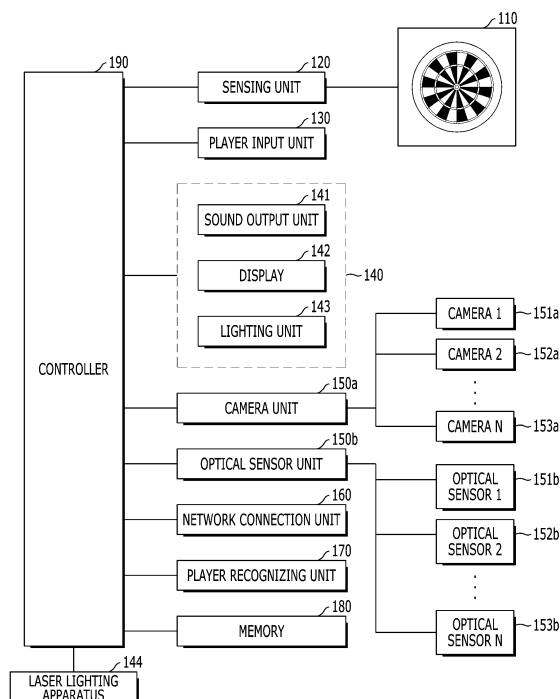 110
190
120
SENSING UNIT
130
PLAYER INPUT UNIT
141
SOUND OUTPUT UNIT
142
DISPLAY
140
143
LIGHTING UNIT
CONTROLLER
CAMERA 1
151a
CAMERA 2
152a
CAMERA N
153a
150a
CAMERA UNIT
150b
OPTICAL SENSOR UNIT
OPTICAL
SENSOR 1
151b
160
NETWORK CONNECTION UNIT
OPTICAL
SENSOR 2
152b
170
PLAYER RECOGNIZING UNIT
180
MEMORY
OPTICAL
SENSOR N
153b
144
LASER LIGHTING
APPARATUS